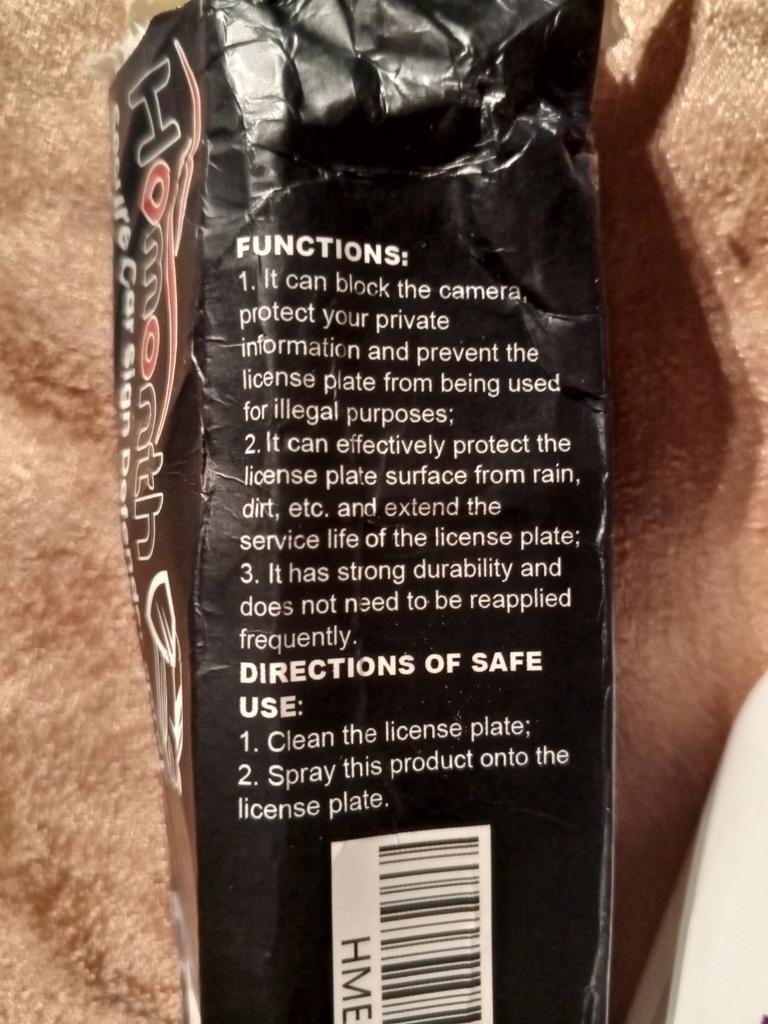 Homonth
Car Sign
FUNCTIONS:
1. It can block the camera,
protect your private
information and prevent the
license plate from being used
for illegal purposes;
2. It can effectively protect the
license plate surface from rain,
dirt, etc. and extend the
service life of the license plate;
3. It has strong durability and
does not need to be reapplied
frequently.
DIRECTIONS OF SAFE
USE:
1. Clean the license plate;
2. Spray this product onto the
license plate.
HME